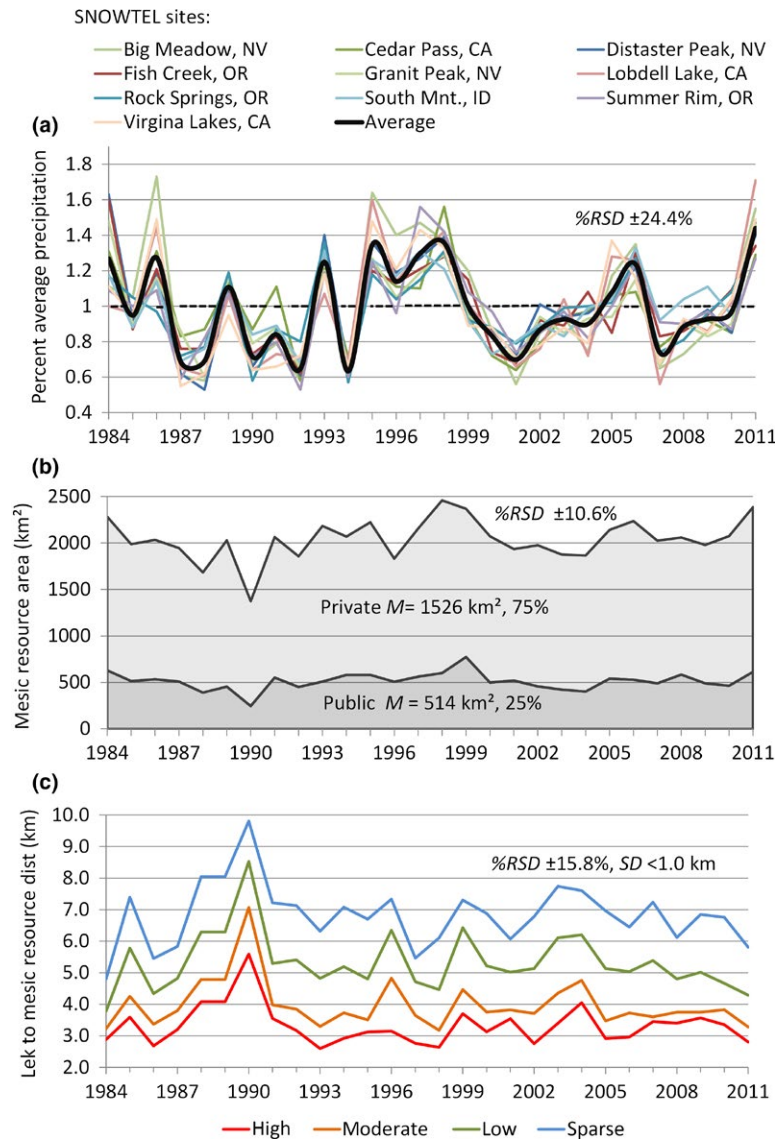 SNOWTEL sites:
Big Meadow, NV Cedar Pass, CA Distaster Peak, NV
Fish Creek, OR Granit Peak, NV Lobdell Lake, CA
Rock Springs, OR South Mnt., ID Summer Rim, OR
Virgina Lakes, CA Average
(a)
Percent average precipitation
1.8
1.6
1.4
1.2
1
0.8
0.6
0.4
%RSD ±24.4%
1984 1987 1990 1993 1996 1999 2002 2005 2008 2011
(b)
Mesic resource area (km²)
2500
2000
1500
1000
500
0
%RSD ±10.6%
Private M= 1526 km², 75%
Public M = 514 km², 25%
1984 1987 1990 1993 1996 1999 2002 2005 2008 2011
(c)
Lek to mesic resource dist (km)
10.0
9.0
8.0
7.0
6.0
5.0
4.0
3.0
2.0
%RSD ±15.8%, SD <1.0 km
1984 1987 1990 1993 1996 1999 2002 2005 2008 2011
High Moderate Low Sparse